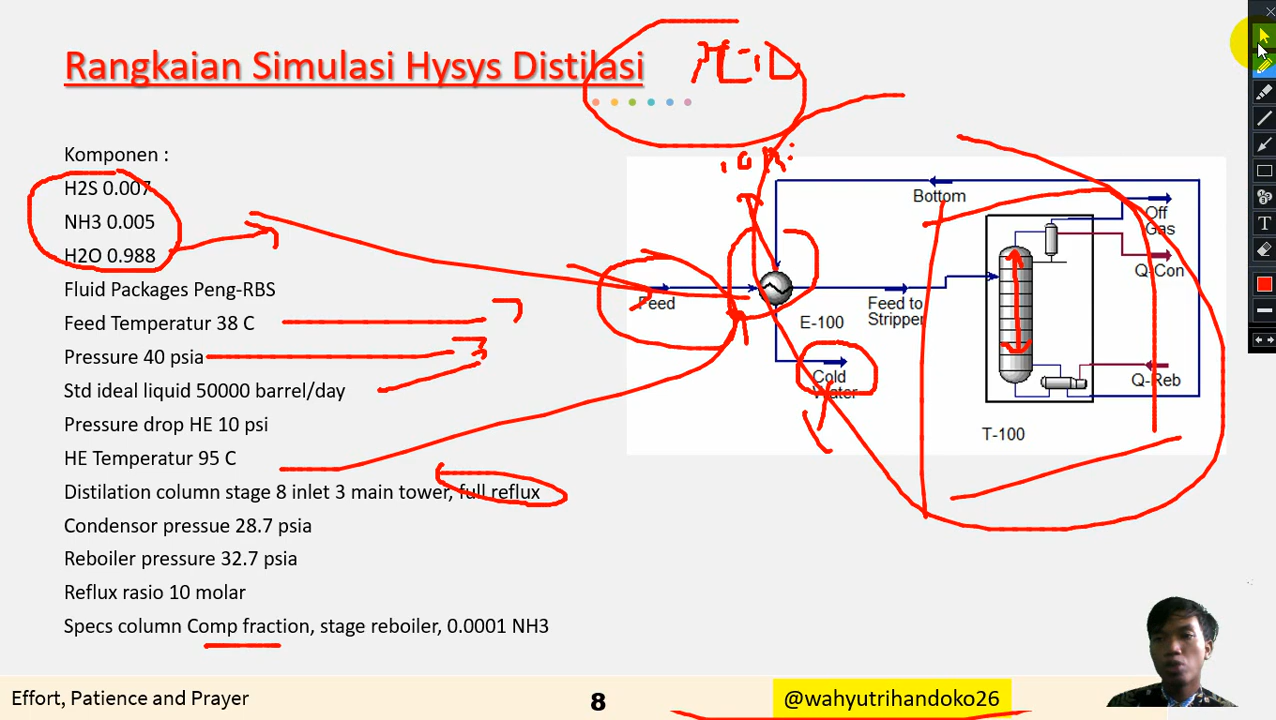 Rangkaian Simulasi Hysys Distilasi
Komponen :
H2S 0.007
NH3 0.005
H2O 0.988
Fluid Packages Peng-RBS
Feed Temperatur 38 C
Pressure 40 psia
Std ideal liquid 50000 barrel/day
Pressure drop HE 10 psi
HE Temperatur 95 C
Distilation column stage 8 inlet 3 main tower, full reflux
Condensor pressue 28.7 psia
Reboiler pressure 32.7 psia
Reflux rasio 10 molar
Specs column Comp fraction, stage reboiler, 0.0001 NH3
Bottom
Off
Gas
Q-Con
Feed
Feed to
Stripper
E-100
Cold
Water
Q-Reb
T-100
Effort, Patience and Prayer
8
@wahyutrihandoko26